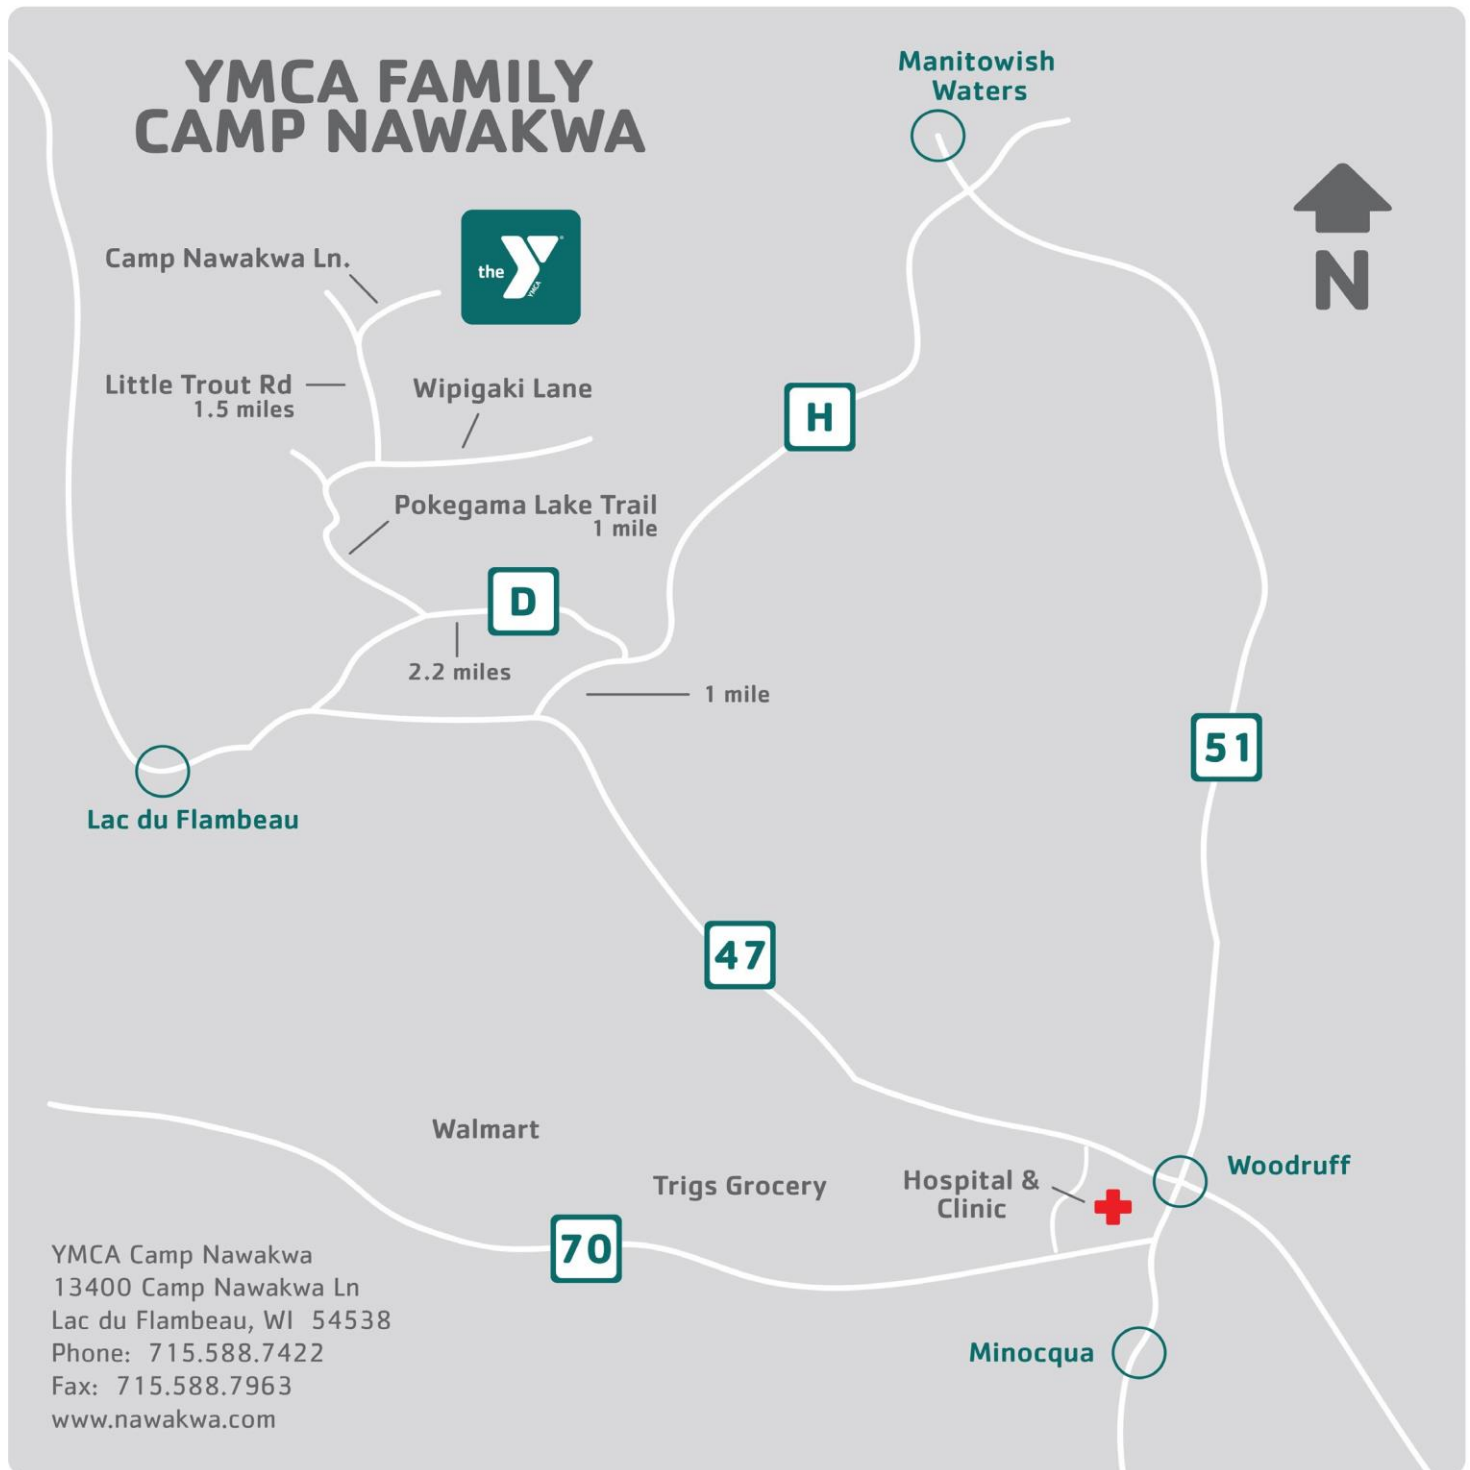 YMCA FAMILY
CAMP NAWAKWA
Manitowish
Waters
N
Camp Nawakwa Ln.
the
YMCA
Little Trout Rd
1.5 miles
Wipigaki Lane
H
Pokegama Lake Trail
1 mile
D
2.2 miles
1 mile
51
Lac du Flambeau
47
Walmart
Trigs Grocery
Hospital &
Clinic
Woodruff
70
Minocqua
YMCA Camp Nawakwa
13400 Camp Nawakwa Ln
Lac du Flambeau, WI  54538
Phone:  715.588.7422
Fax:  715.588.7963
www.nawakwa.com